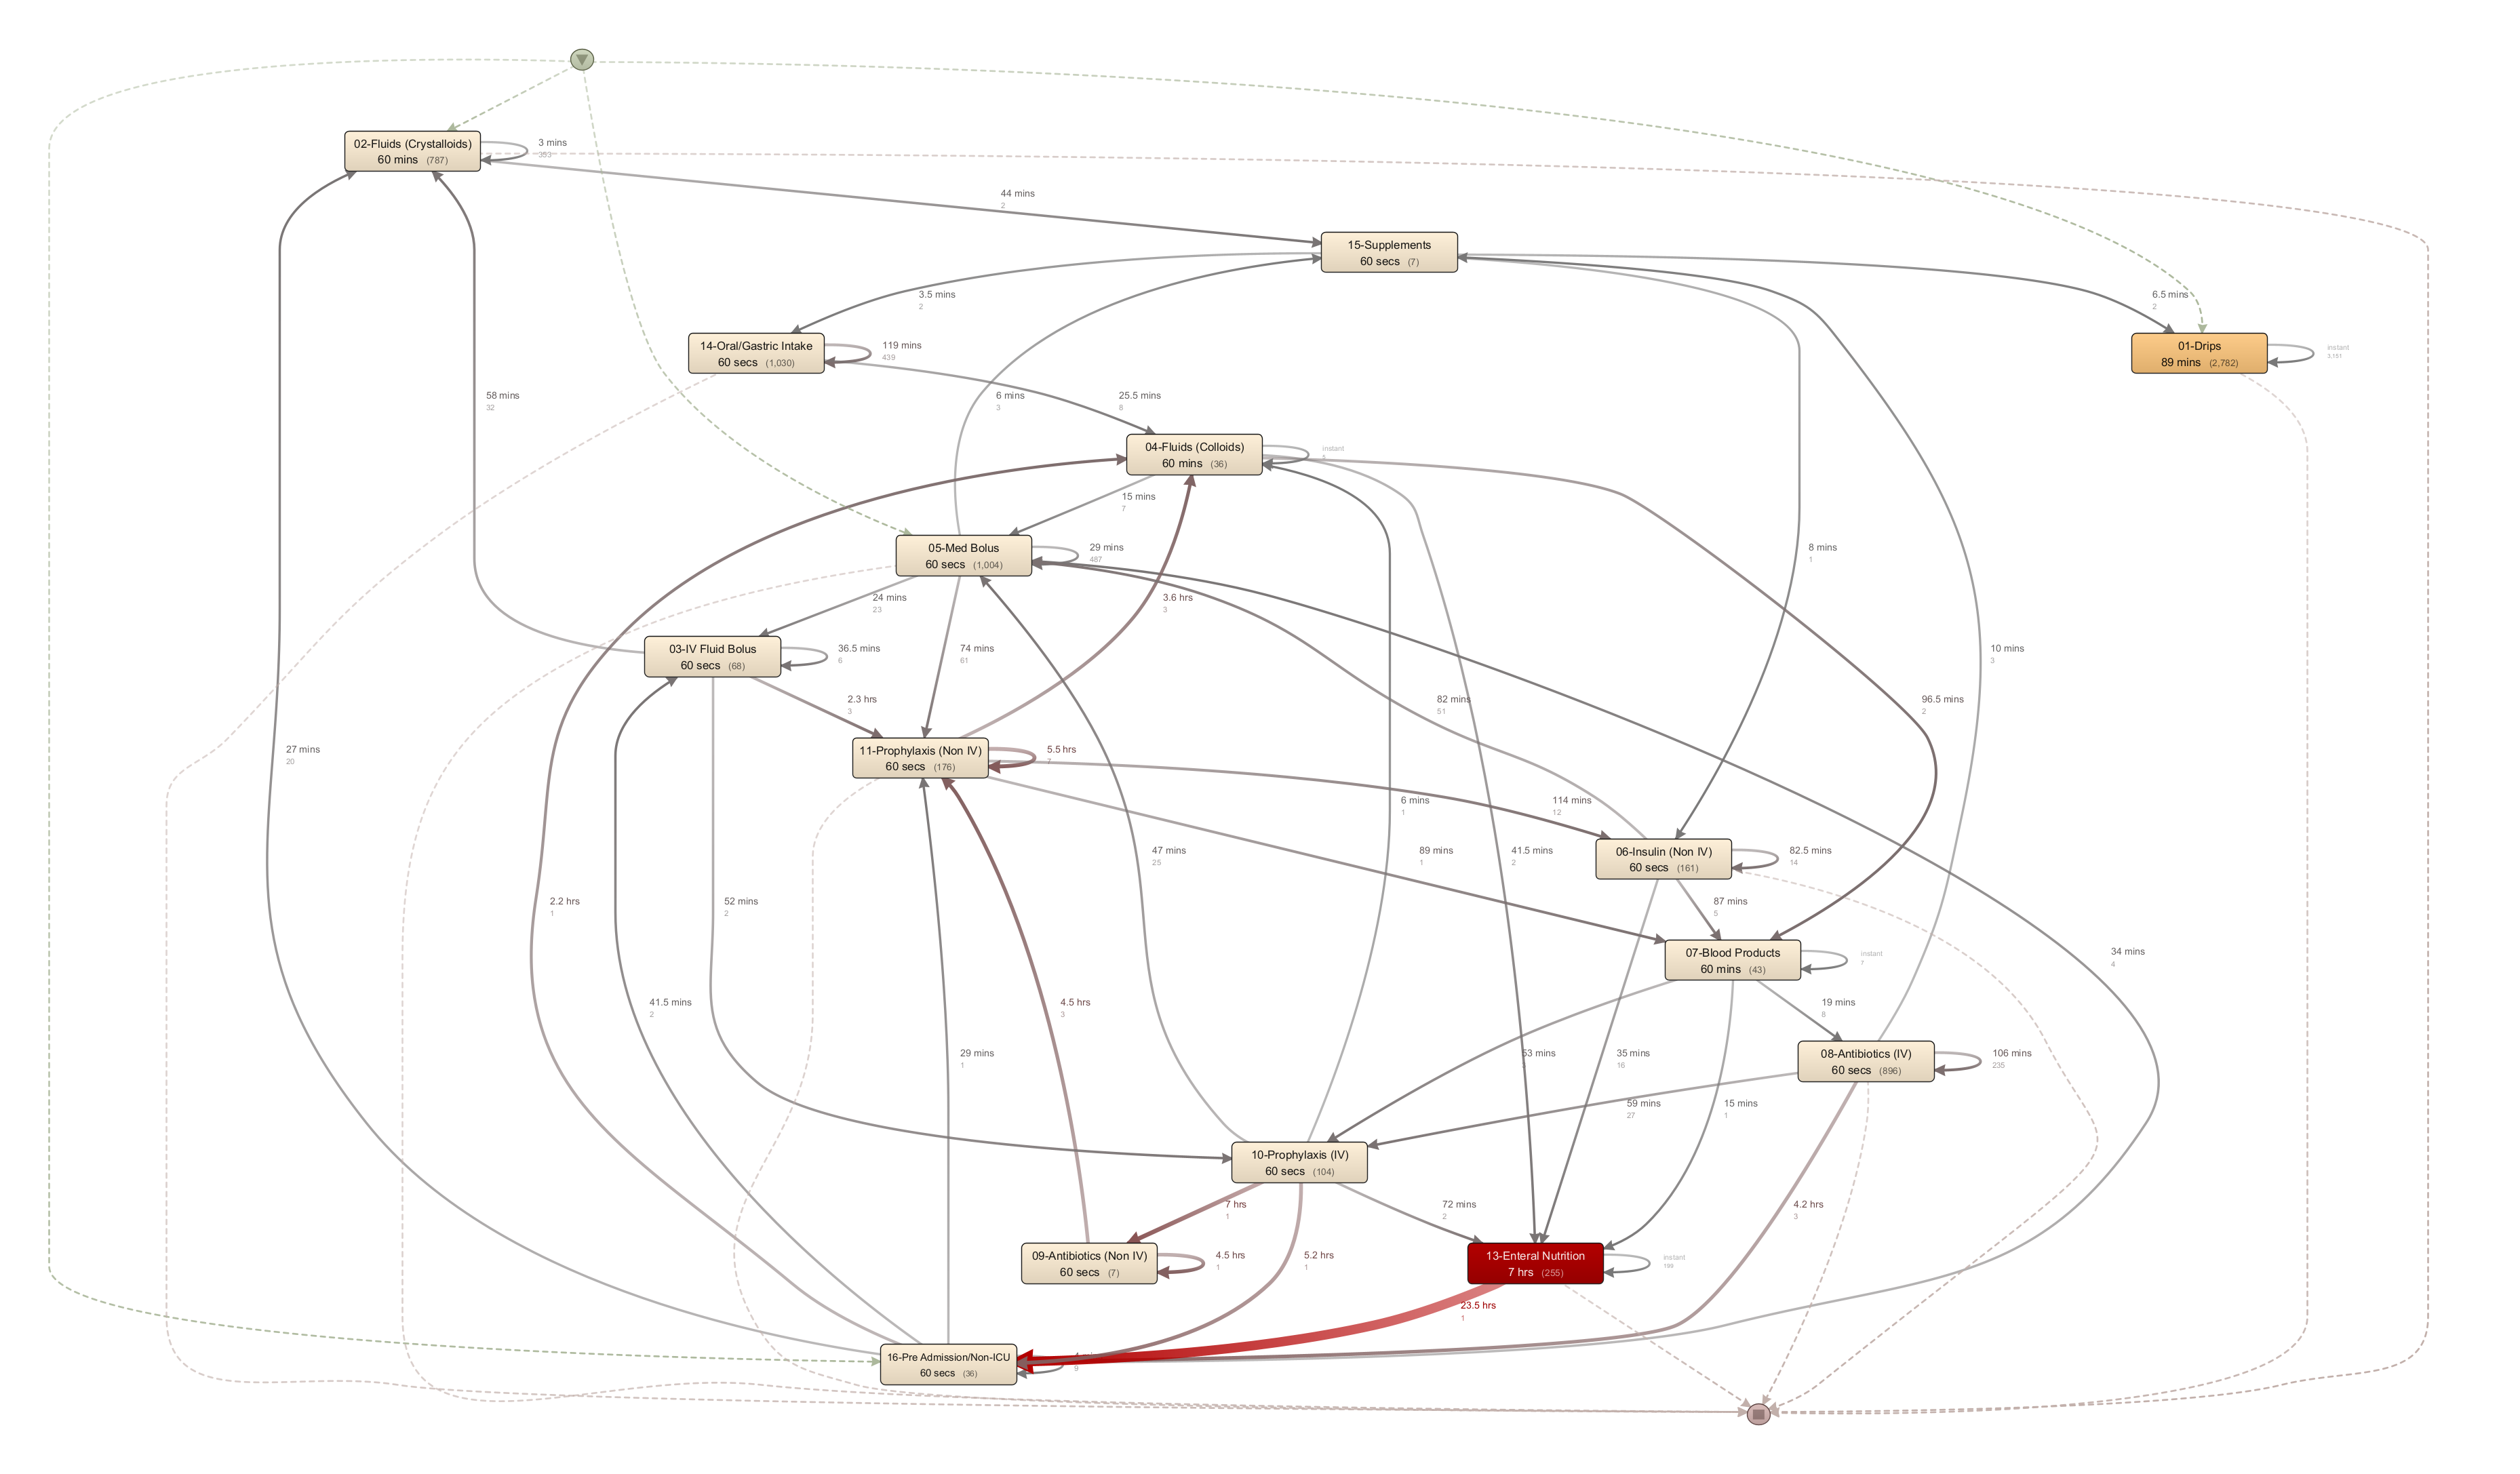 02-Fluids (Crystalloids)
60 mins (787)
3 mins
353
44 mins
2
15-Supplements
60 secs (7)
3.5 mins
2
6.5 mins
2
14-Oral/Gastric Intake
60 secs (1,030)
119 mins
439
01-Drips
89 mins (2,782)
instant
3,151
58 mins
32
6 mins
3
25.5 mins
8
04-Fluids (Colloids)
60 mins (36)
instant
15 mins
7
05-Med Bolus
60 secs (1,004)
29 mins
487
8 mins
1
24 mins
23
3.6 hrs
3
03-IV Fluid Bolus
60 secs (68)
36.5 mins
6
74 mins
61
10 mins
3
2.3 hrs
3
82 mins
51
96.5 mins
2
11-Prophylaxis (Non IV)
60 secs (176)
5.5 hrs
7
27 mins
20
6 mins
1
114 mins
12
47 mins
25
89 mins
1
41.5 mins
2
06-Insulin (Non IV)
60 secs (161)
82.5 mins
14
2.2 hrs
1
52 mins
2
87 mins
5
07-Blood Products
60 mins (43)
instant
7
34 mins
4
41.5 mins
2
4.5 hrs
3
19 mins
8
29 mins
1
53 mins
35 mins
16
08-Antibiotics (IV)
60 secs (896)
106 mins
235
59 mins
27
15 mins
1
10-Prophylaxis (IV)
60 secs (104)
7 hrs
1
72 mins
2
4.2 hrs
3
09-Antibiotics (Non IV)
60 secs (7)
4.5 hrs
1
5.2 hrs
1
13-Enteral Nutrition
7 hrs (255)
instant
199
23.5 hrs
1
16-Pre Admission/Non-ICU
60 secs (36)